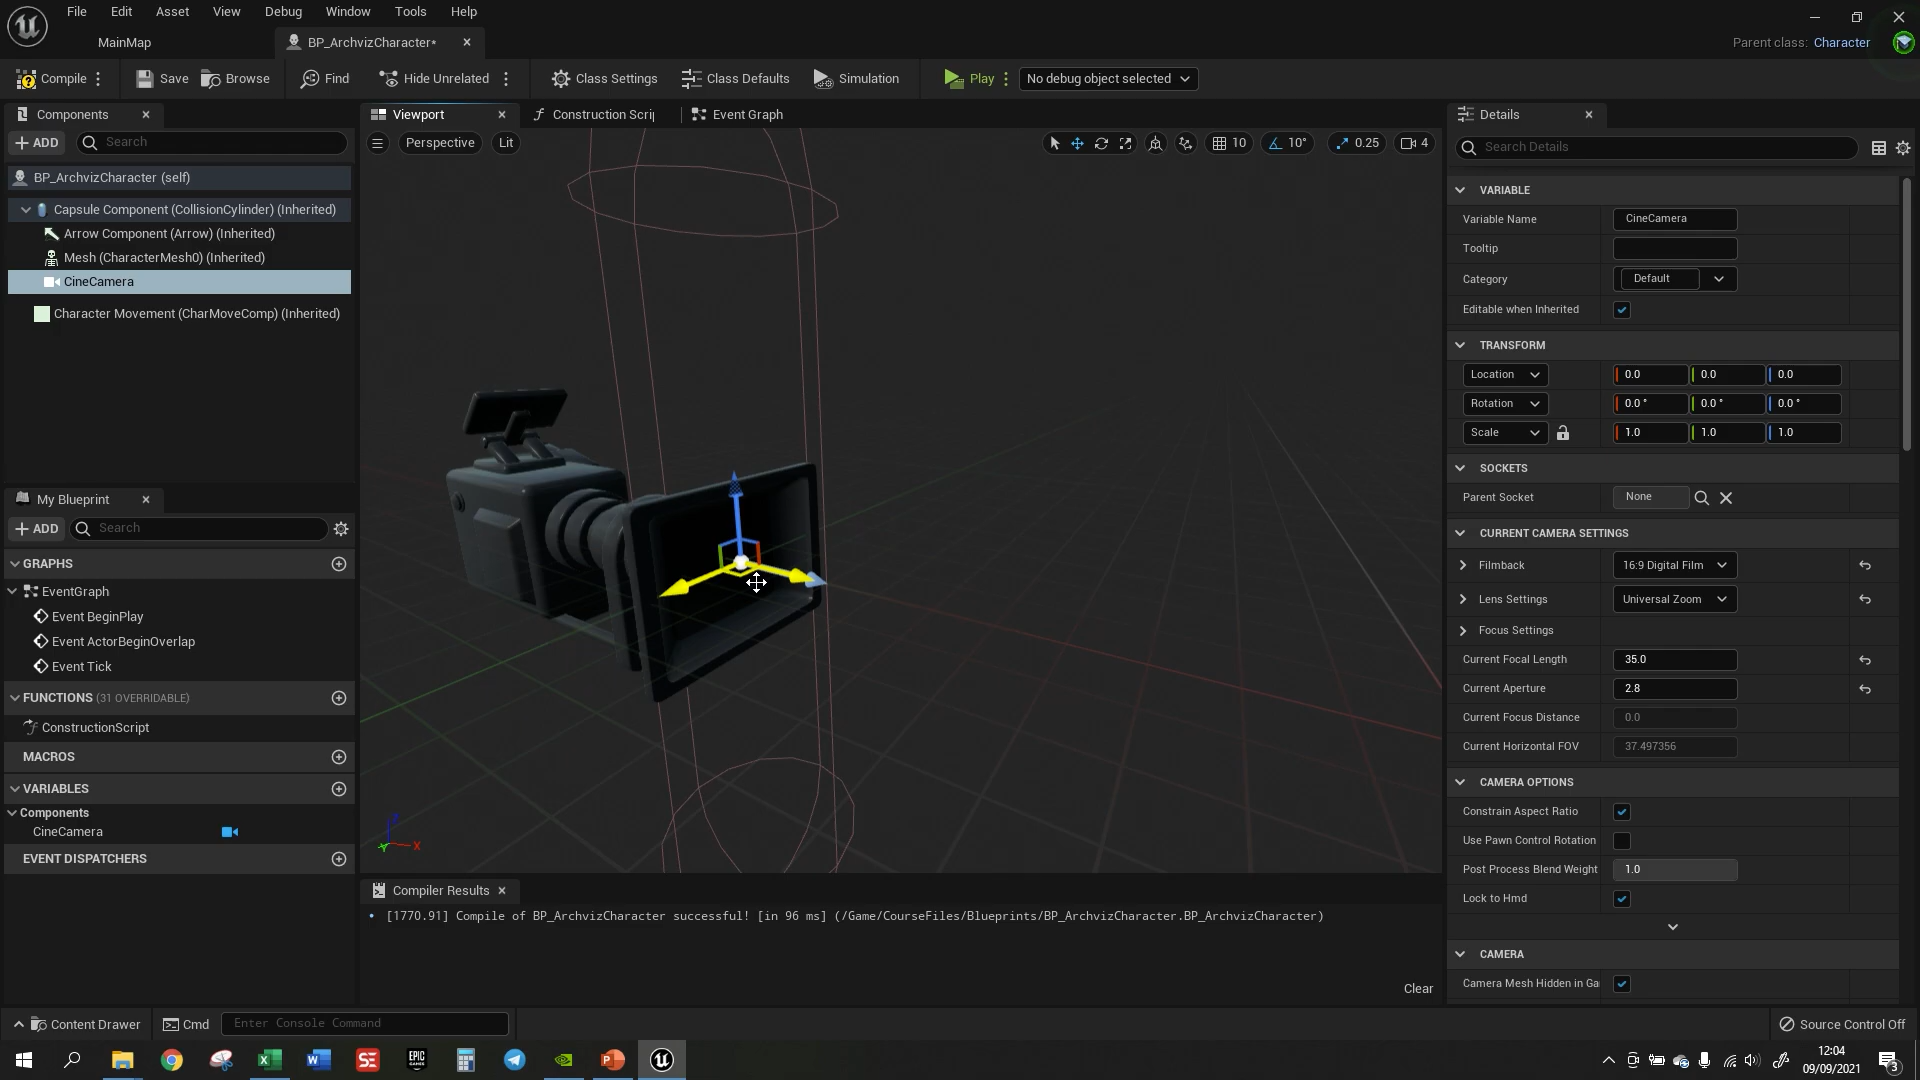 File Edit Asset View Debug Window Tools Help
MainMap
BP_ArchvizCharacter*
Parent class: Character
Compile
Save
Browse
Find
Hide Unrelated
Class Settings
Class Defaults
Simulation
Play
No debug object selected
Components
ADD
Search
BP_ArchvizCharacter (self)
Capsule Component (CollisionCylinder) (Inherited)
Arrow Component (Arrow) (Inherited)
Mesh (CharacterMesh0) (Inherited)
CineCamera
Character Movement (CharMoveComp) (Inherited)
My Blueprint
ADD
Search
GRAPHS
EventGraph
Event BeginPlay
Event ActorBeginOverlap
Event Tick
FUNCTIONS (31 OVERRIDABLE)
ConstructionScript
MACROS
VARIABLES
Components
CineCamera
EVENT DISPATCHERS
Viewport
Construction Scrip
Event Graph
Perspective
Lit
10
10°
0.25
4
Z
X
Y
Compiler Results
[1770.91] Compile of BP_ArchvizCharacter successful! [in 96 ms] (/Game/CourseFiles/Blueprints/BP_ArchvizCharacter.BP_ArchvizCharacter)
Clear
Details
Search Details
VARIABLE
Variable Name CineCamera
Tooltip
Category Default
Editable when Inherited
TRANSFORM
Location 0.0 0.0 0.0
Rotation 0.0 ° 0.0 ° 0.0 °
Scale 1.0 1.0 1.0
SOCKETS
Parent Socket None
CURRENT CAMERA SETTINGS
Filmback 16:9 Digital Film
Lens Settings Universal Zoom
Focus Settings
Current Focal Length 35.0
Current Aperture 2.8
Current Focus Distance 0.0
Current Horizontal FOV 37.497356
CAMERA OPTIONS
Constrain Aspect Ratio
Use Pawn Control Rotation
Post Process Blend Weight 1.0
Lock to Hmd
CAMERA
Camera Mesh Hidden in Ga
Content Drawer
Cmd
Enter Console Command
Source Control Off
SE
EPIC GAMES
12:04
09/09/2021
3